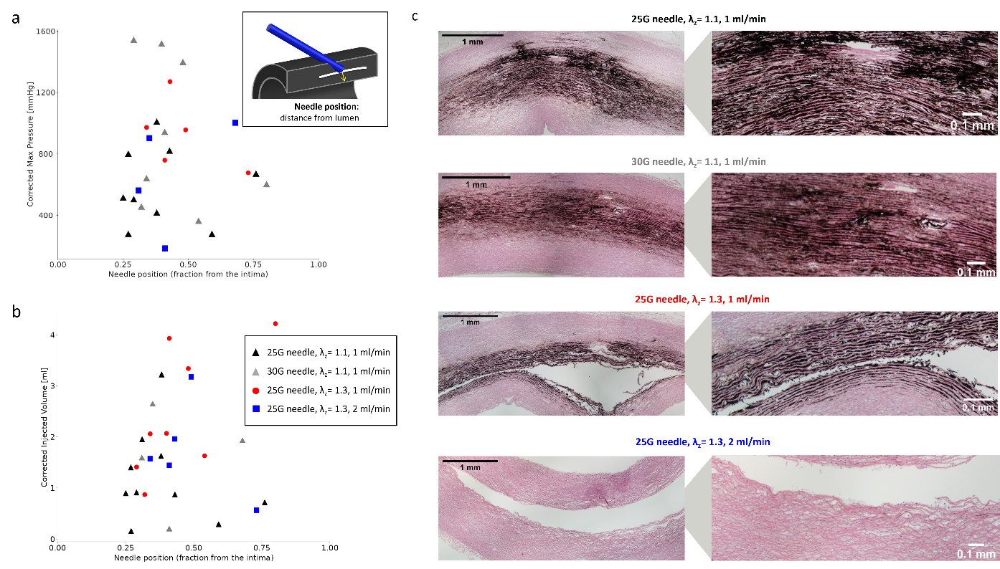 a
1600
1200
800
400
Corrected Max Pressure [mmHg]
0.00
0.25
0.50
0.75
1.00
Needle position (fraction from the intima)
Needle position:
distance from lumen
b
4
3
2
1
0
Corrected Injected Volume [ml]
0.00
0.25
0.50
0.75
1.00
Needle position (fraction from the intima)
25G needle, λz= 1.1, 1 ml/min
30G needle, λz= 1.1, 1 ml/min
25G needle, λz= 1.3, 1 ml/min
25G needle, λz= 1.3, 2 ml/min
c
25G needle, λz= 1.1, 1 ml/min
1 mm
0.1 mm
30G needle, λz= 1.1, 1 ml/min
1 mm
0.1 mm
25G needle, λz= 1.3, 1 ml/min
1 mm
0.1 mm
25G needle, λz= 1.3, 2 ml/min
1 mm
0.1 mm